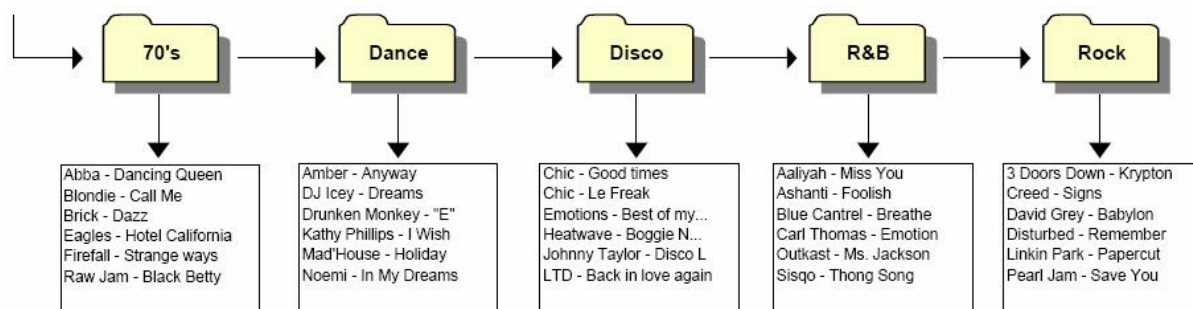 70's
Dance
Disco
R&B
Rock
Abba - Dancing Queen
Blondie - Call Me
Brick - Dazz
Eagles - Hotel California
Firefall - Strange ways
Raw Jam - Black Betty
Amber - Anyway
DJ Icey - Dreams
Drunken Monkey - "E"
Kathy Phillips - I Wish
Mad'House - Holiday
Noemi - In My Dreams
Chic - Good times
Chic - Le Freak
Emotions - Best of my...
Heatwave - Boggie N...
Johnny Taylor - Disco L
LTD - Back in love again
Aaliyah - Miss You
Ashanti - Foolish
Blue Cantrel - Breathe
Carl Thomas - Emotion
Outkast - Ms. Jackson
Sisqo - Thong Song
3 Doors Down - Krypton
Creed - Signs
David Grey - Babylon
Disturbed - Remember
Linkin Park - Papercut
Pearl Jam - Save You